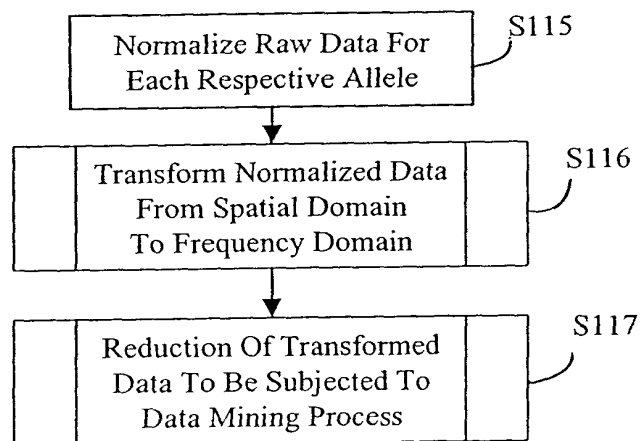 Normalize Raw Data For
Each Respective Allele
S115
Transform Normalized Data
From Spatial Domain
To Frequency Domain
S116
Reduction Of Transformed
Data To Be Subjected To
Data Mining Process
S117